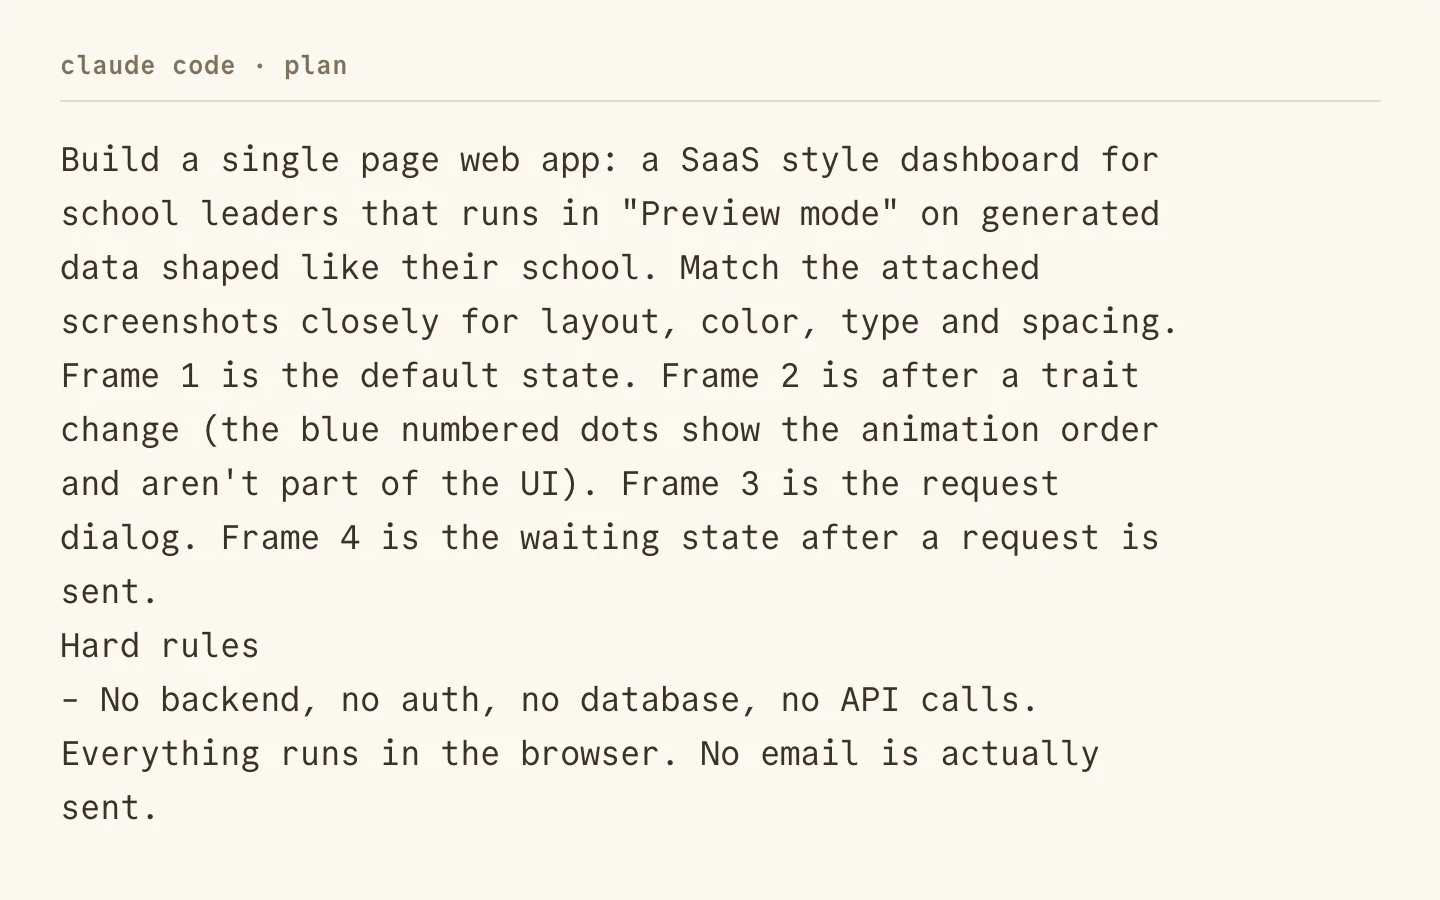 claude code · plan
Build a single page web app: a SaaS style dashboard for
school leaders that runs in "Preview mode" on generated
data shaped like their school. Match the attached
screenshots closely for layout, color, type and spacing.
Frame 1 is the default state. Frame 2 is after a trait
change (the blue numbered dots show the animation order
and aren't part of the UI). Frame 3 is the request
dialog. Frame 4 is the waiting state after a request is
sent.
Hard rules
– No backend, no auth, no database, no API calls.
Everything runs in the browser. No email is actually
sent.